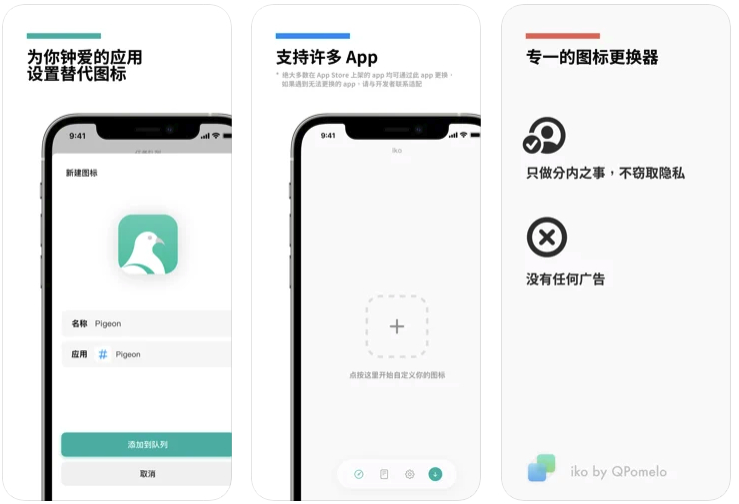 为你钟爱的应用
设置替代图标
9:41
新建图标
名称 Pigeon
应用 # Pigeon
添加到队列
取消
支持许多 App
* 绝大多数在 App Store 上架的 app 均可通过此 app 更换，
如果遇到无法更换的 app，请与开发者联系适配
9:41
iko
点按这里开始自定义你的图标
专一的图标更换器
只做分内之事，不窃取隐私
没有任何广告
iko by QPomelo